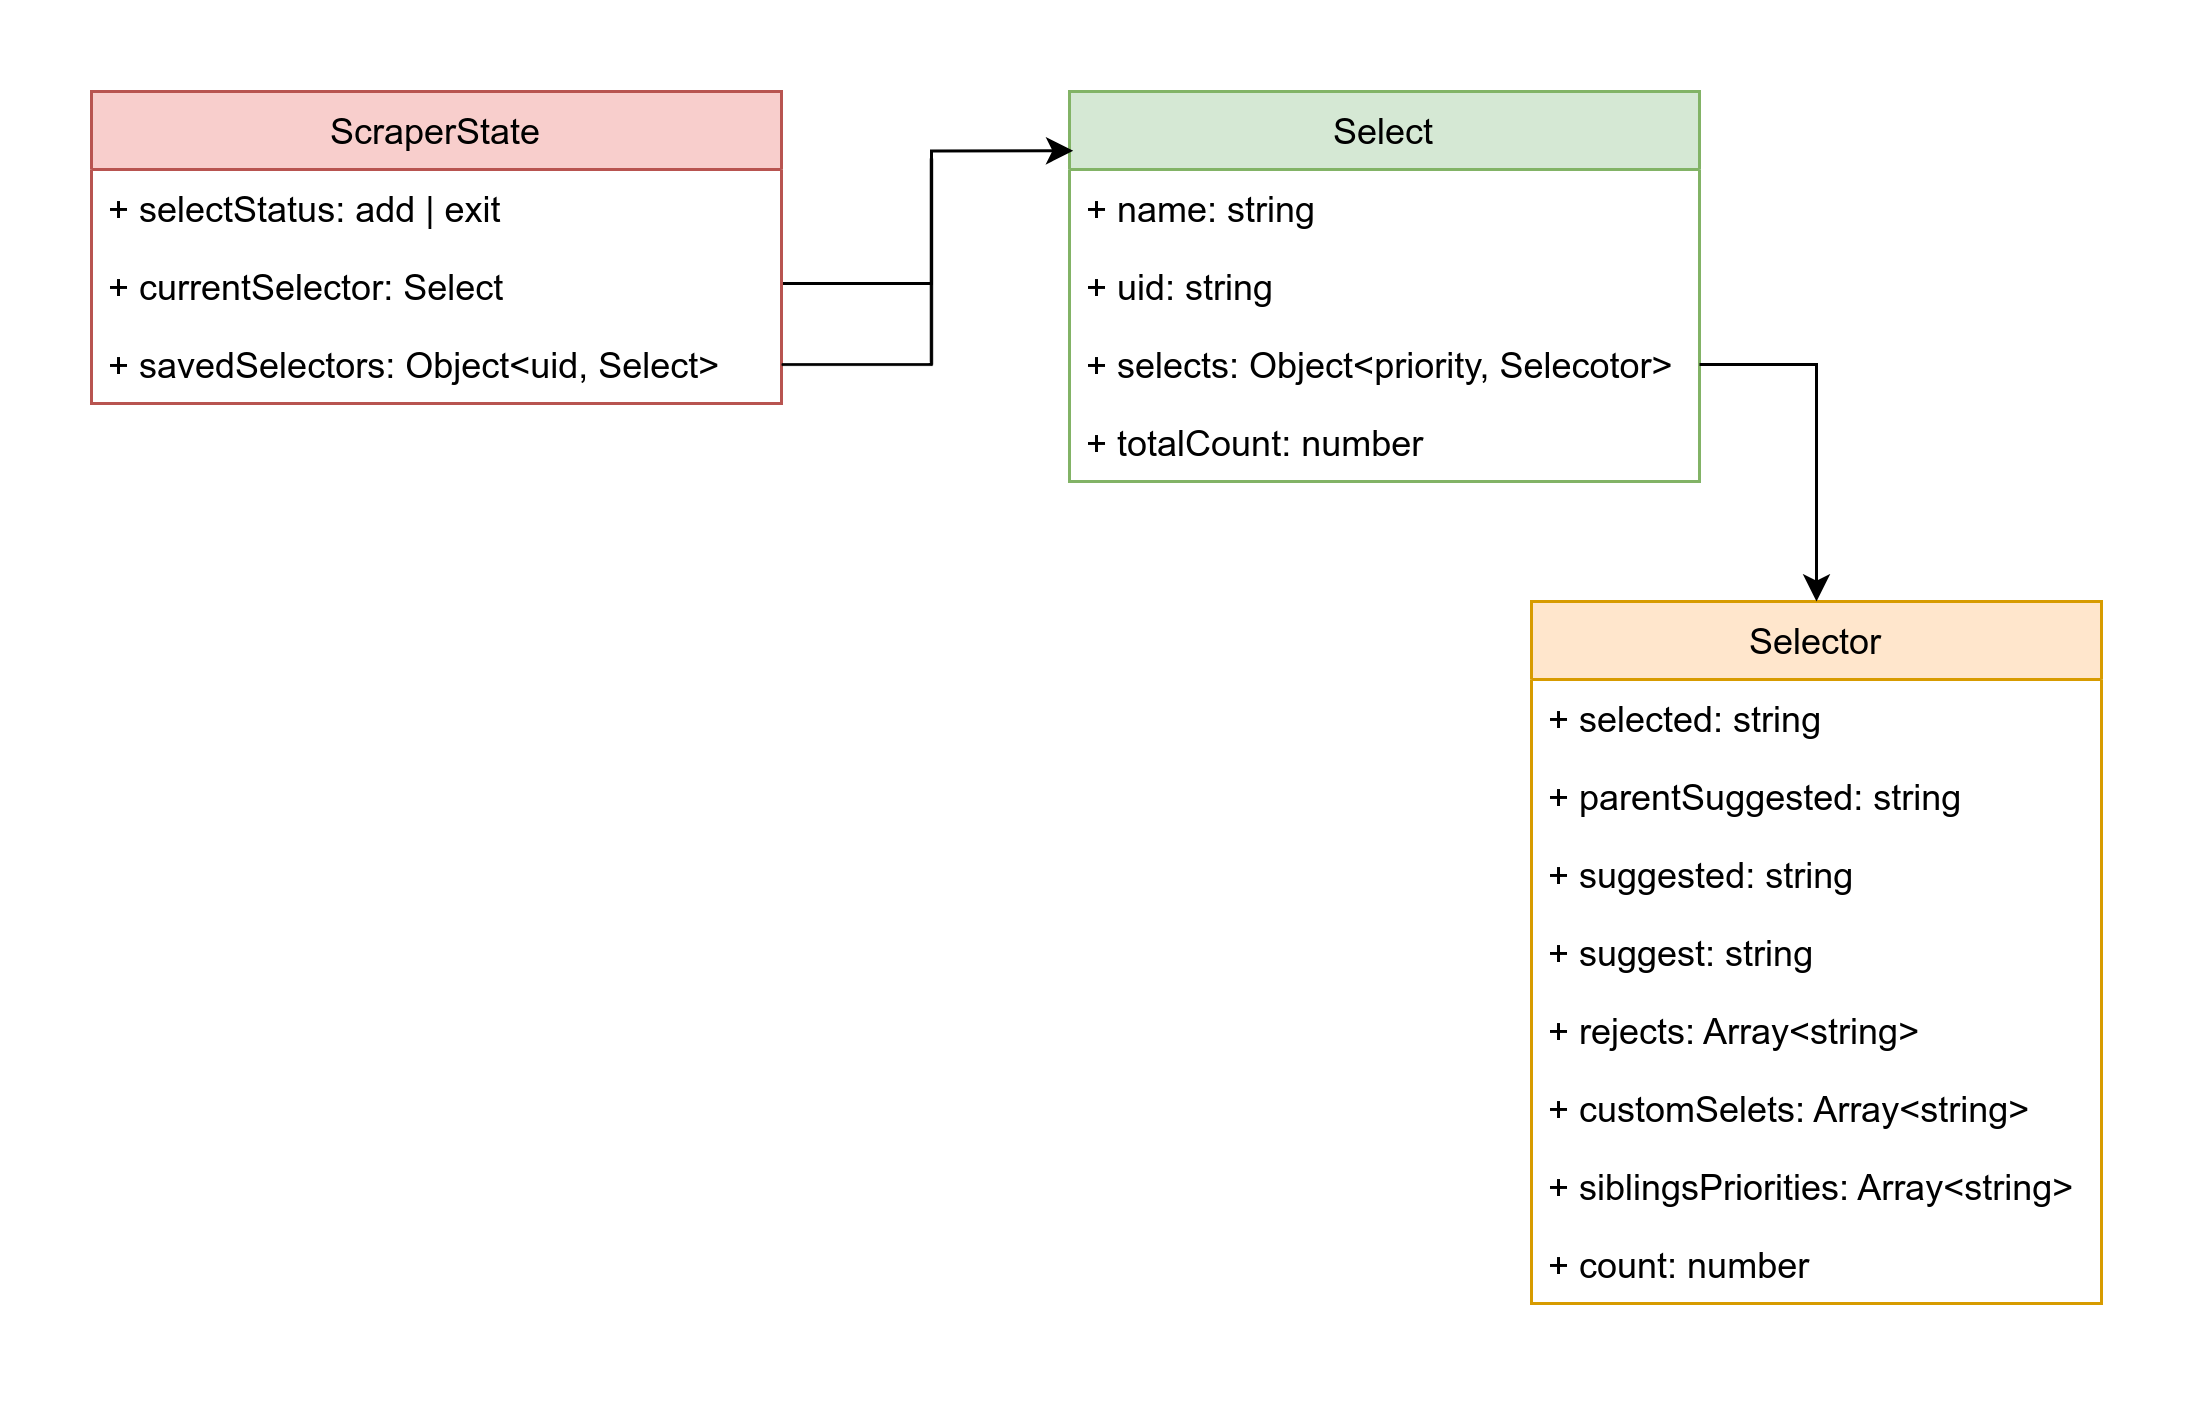 ScraperState
+ selectStatus: add | exit
+ currentSelector: Select
+ savedSelectors: Object<uid, Select>
Select
+ name: string
+ uid: string
+ selects: Object<priority, Selecotor>
+ totalCount: number
Selector
+ selected: string
+ parentSuggested: string
+ suggested: string
+ suggest: string
+ rejects: Array<string>
+ customSelets: Array<string>
+ siblingsPriorities: Array<string>
+ count: number